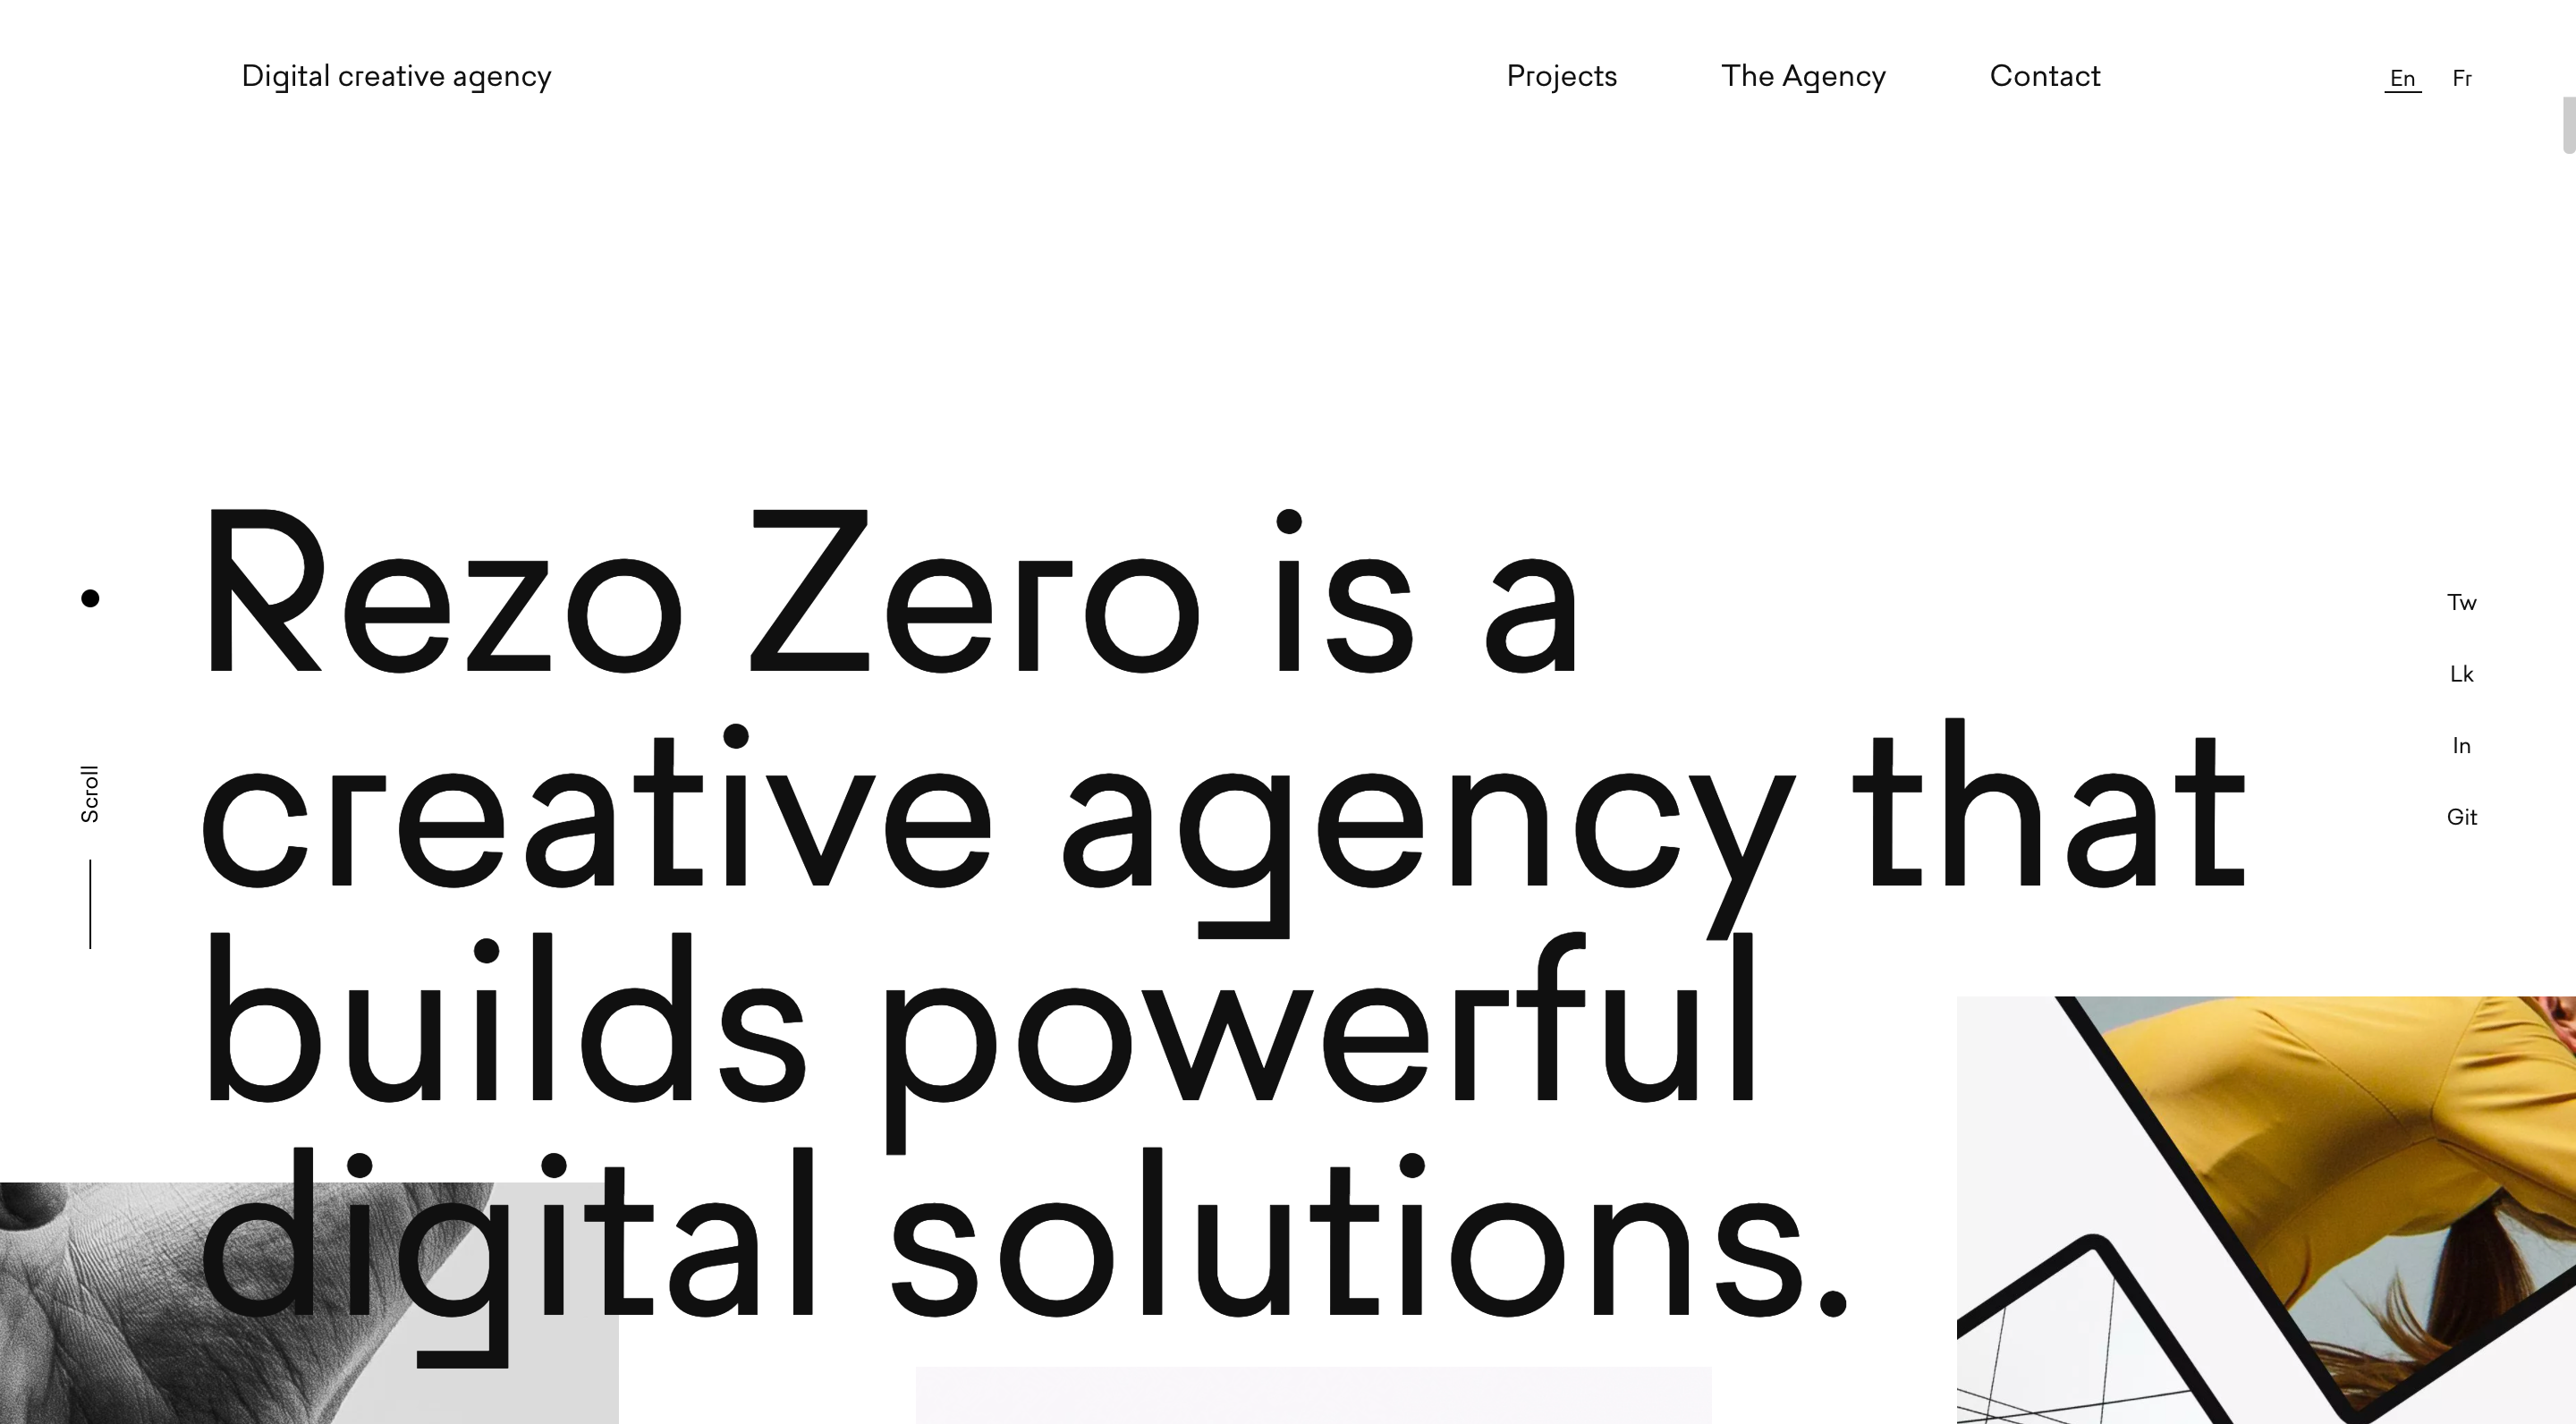 Digital creative agency
Projects
The Agency
Contact
En
Fr
Rezo Zero is a
creative agency that
builds powerful
digital solutions.
Scroll
Tw
Lk
In
Git